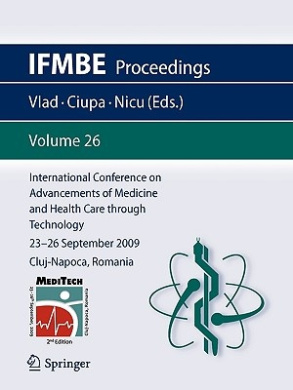 IFMBE Proceedings
Vlad · Ciupa · Nicu (Eds.)
Volume 26
International Conference on
Advancements of Medicine
and Health Care through
Technology
23–26 September 2009
Cluj-Napoca, Romania
MEDITECH
2nd Edition
Springer